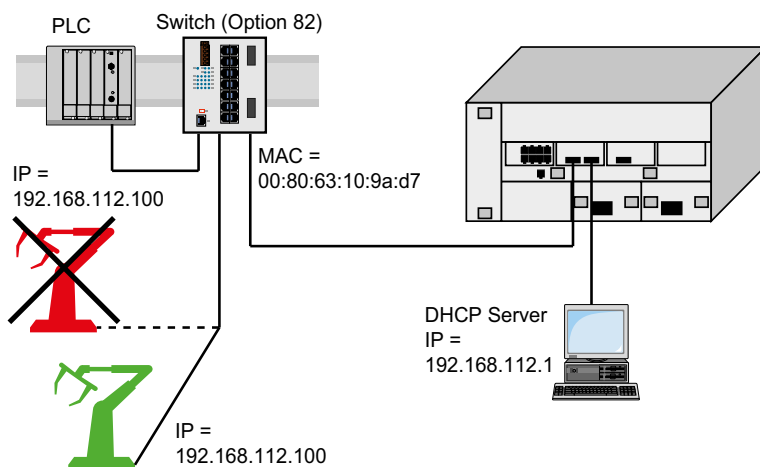 PLC
Switch (Option 82)
MAC =
00:80:63:10:9a:d7
IP =
192.168.112.100
DHCP Server
IP =
192.168.112.1
IP =
192.168.112.100